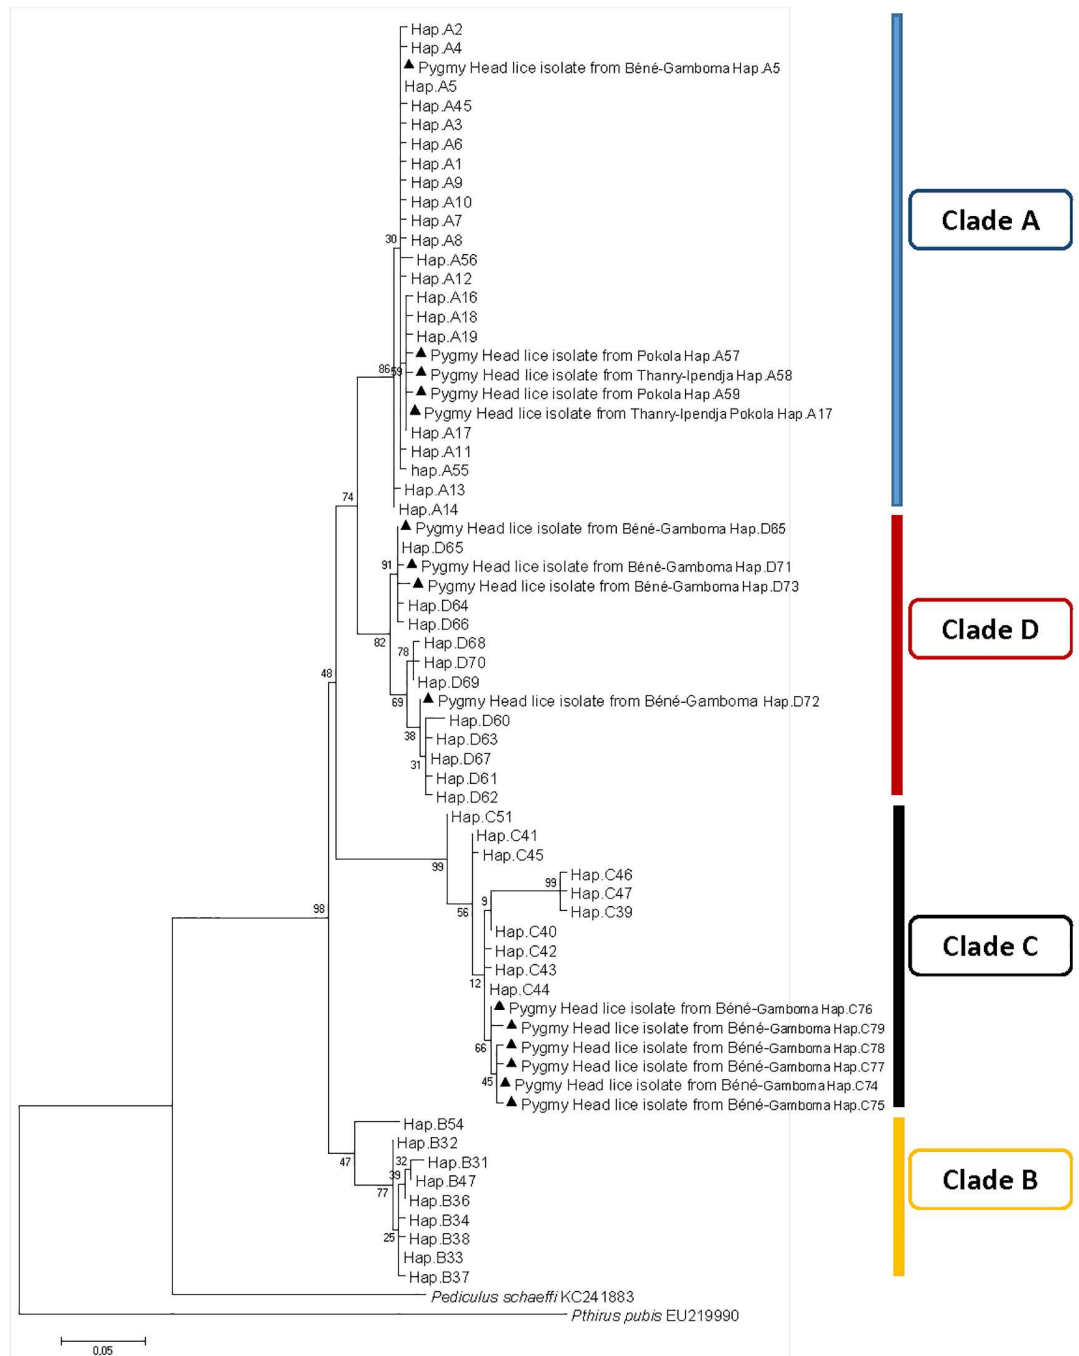 Hap.A2
Hap.A4
Pygmy Head lice isolate from Béné-Gamboma Hap.A5
Hap.A5
Hap.A45
Hap.A3
Hap.A6
Hap.A1
Hap.A9
Hap.A10
Hap.A7
Clade A
30
Hap.A8
Hap.A56
Hap.A12
Hap.A16
Hap.A18
Hap.A19
Pygmy Head lice isolate from Pokola Hap.A57
86
59
Pygmy Head lice isolate from Thanry-Ipendja Hap.A58
Pygmy Head lice isolate from Pokola Hap.A59
Pygmy Head lice isolate from Thanry-Ipendja Pokola Hap.A17
Hap.A17
Hap.A11
hap.A55
Hap.A13
74
Hap.A14
Pygmy Head lice isolate from Béné-Gamboma Hap.D65
Hap.D65
91
Pygmy Head lice isolate from Béné-Gamboma Hap.D71
Pygmy Head lice isolate from Béné-Gamboma Hap.D73
Hap.D64
Hap.D66
Clade D
82
Hap.D68
78
Hap.D70
48
Hap.D69
69
Pygmy Head lice isolate from Béné-Gamboma Hap.D72
Hap.D60
38
Hap.D63
Hap.D67
31
Hap.D61
Hap.D62
Hap.C51
Hap.C41
Hap.C45
99
Hap.C46
99
Hap.C47
9
Hap.C39
98
56
Hap.C40
Clade C
Hap.C42
Hap.C43
12
Hap.C44
Pygmy Head lice isolate from Béné-Gamboma Hap.C76
Pygmy Head lice isolate from Béné-Gamboma Hap.C79
66
Pygmy Head lice isolate from Béné-Gamboma Hap.C78
Pygmy Head lice isolate from Béné-Gamboma Hap.C77
45
Pygmy Head lice isolate from Béné-Gamboma Hap.C74
Pygmy Head lice isolate from Béné-Gamboma Hap.C75
Hap.B54
Hap.B32
47
32
Hap.B31
39
Hap.B47
Clade B
77
Hap.B36
Hap.B34
25
Hap.B38
Hap.B33
Hap.B37
Pediculus schaeffi KC241883
Pthirus pubis EU219990
0,05